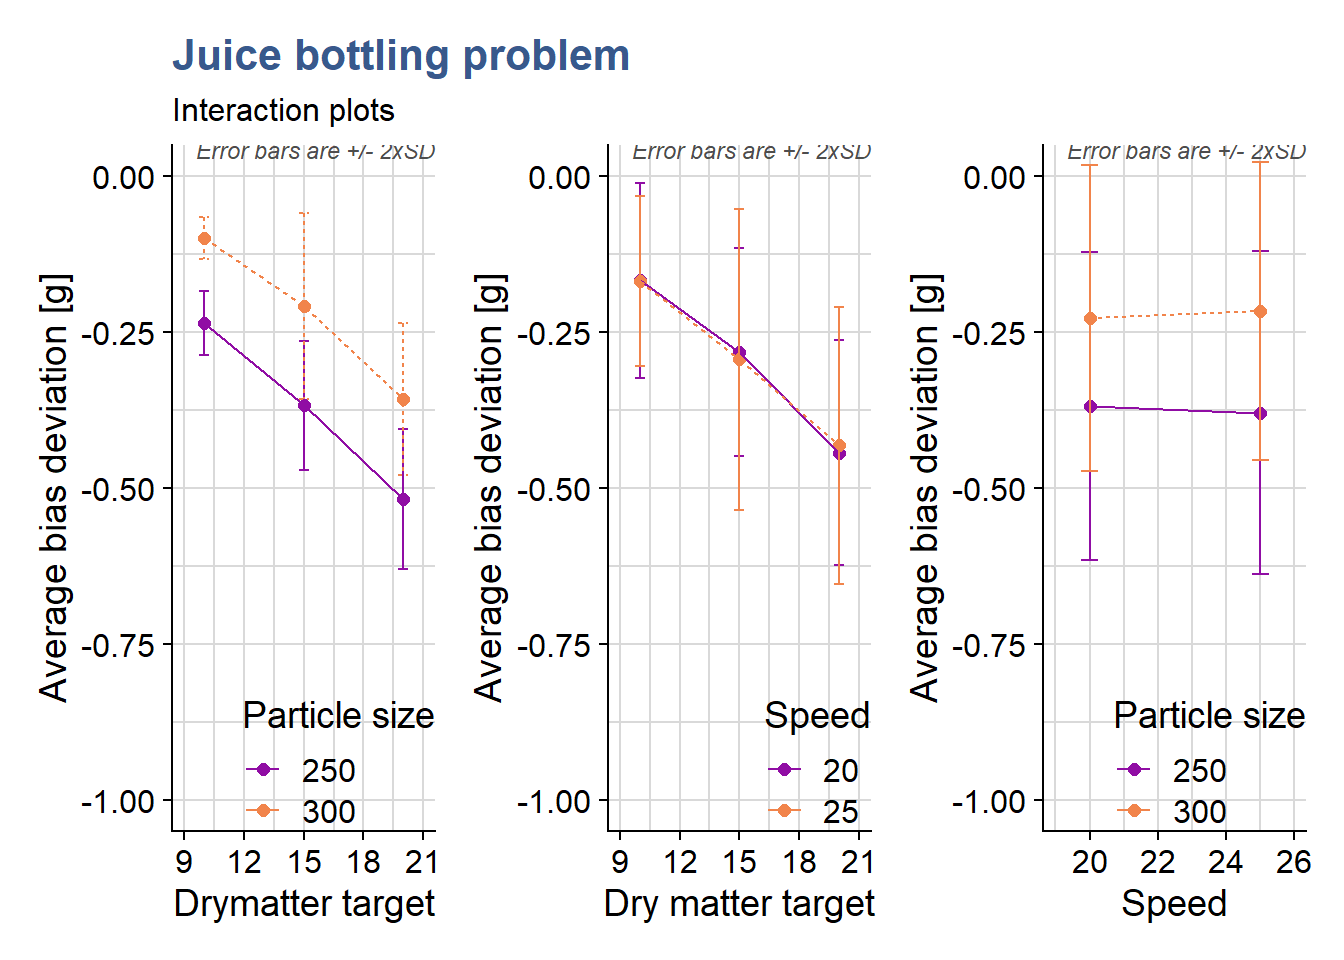 Juice bottling problem
Interaction plots
Error bars are +/- 2xSD
0.00
-0.25
-0.50
-0.75
-1.00
Average bias deviation [g]
Particle size
250
300
9 12 15 18 21
Drymatter target
Error bars are +/- 2xSD
0.00
-0.25
-0.50
-0.75
-1.00
Average bias deviation [g]
Speed
20
25
9 12 15 18 21
Dry matter target
Error bars are +/- 2xSD
0.00
-0.25
-0.50
-0.75
-1.00
Average bias deviation [g]
Particle size
250
300
20 22 24 26
Speed